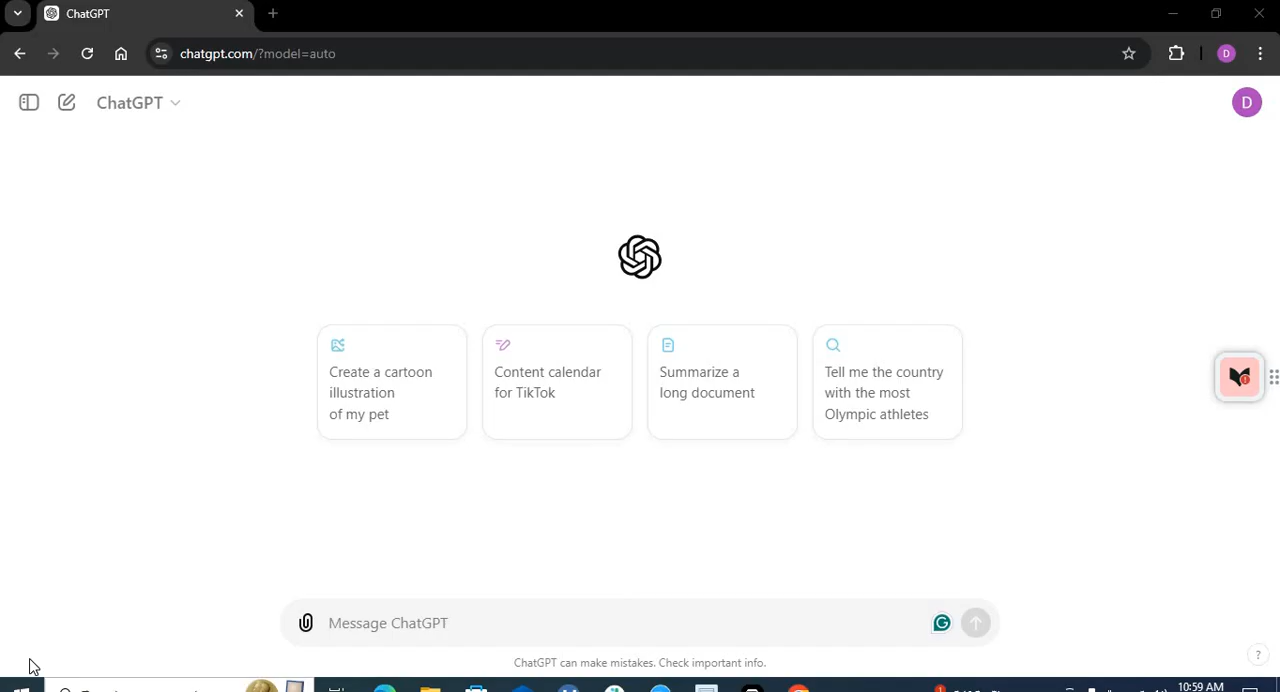 ChatGPT
chatgpt.com/?model=auto
D
ChatGPT
D
Create a cartoon
illustration
of my pet
Content calendar
for TikTok
Summarize a
long document
Tell me the country
with the most
Olympic athletes
Message ChatGPT
ChatGPT can make mistakes. Check important info.
?
10:59 AM